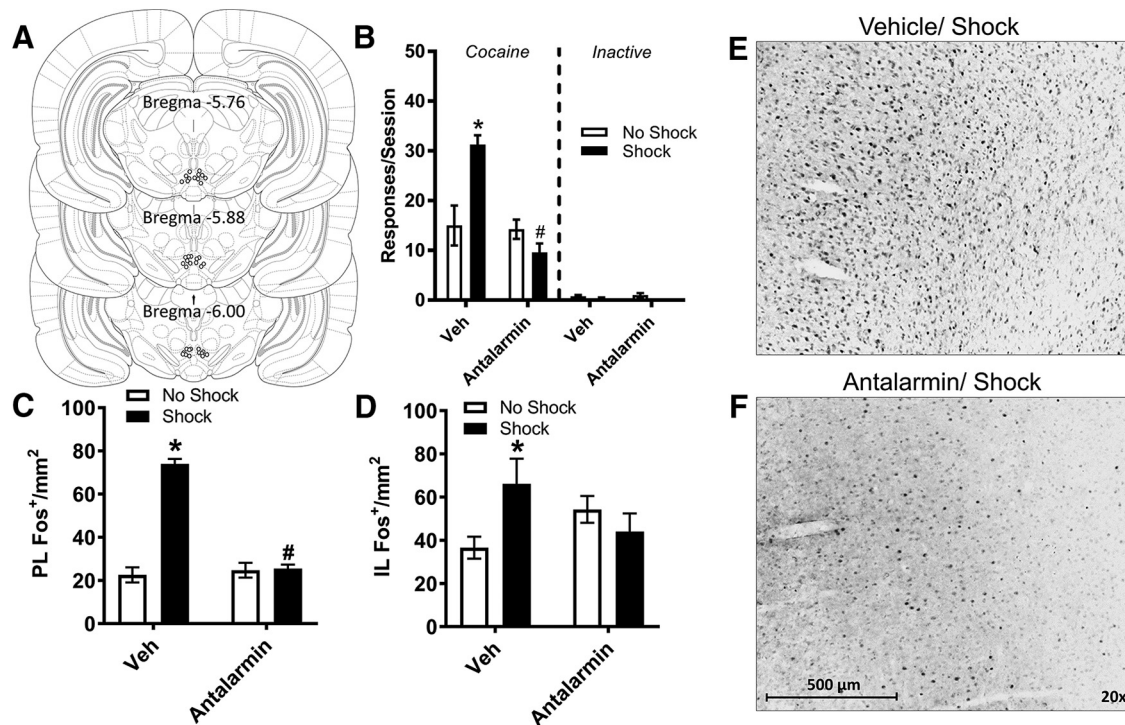 A
Bregma -5.76
Bregma -5.88
Bregma -6.00
B
Responses/Session
50
40
30
20
10
0
Cocaine
Inactive
*
#
No Shock
Shock
Veh
Antalarmin
Veh
Antalarmin
C
PL Fos+/mm2
100
80
60
40
20
0
No Shock
Shock
*
#
Veh
Antalarmin
D
IL Fos+/mm2
100
80
60
40
20
0
No Shock
Shock
*
Veh
Antalarmin
Vehicle/ Shock
E
Antalarmin/ Shock
F
500 µm
20x